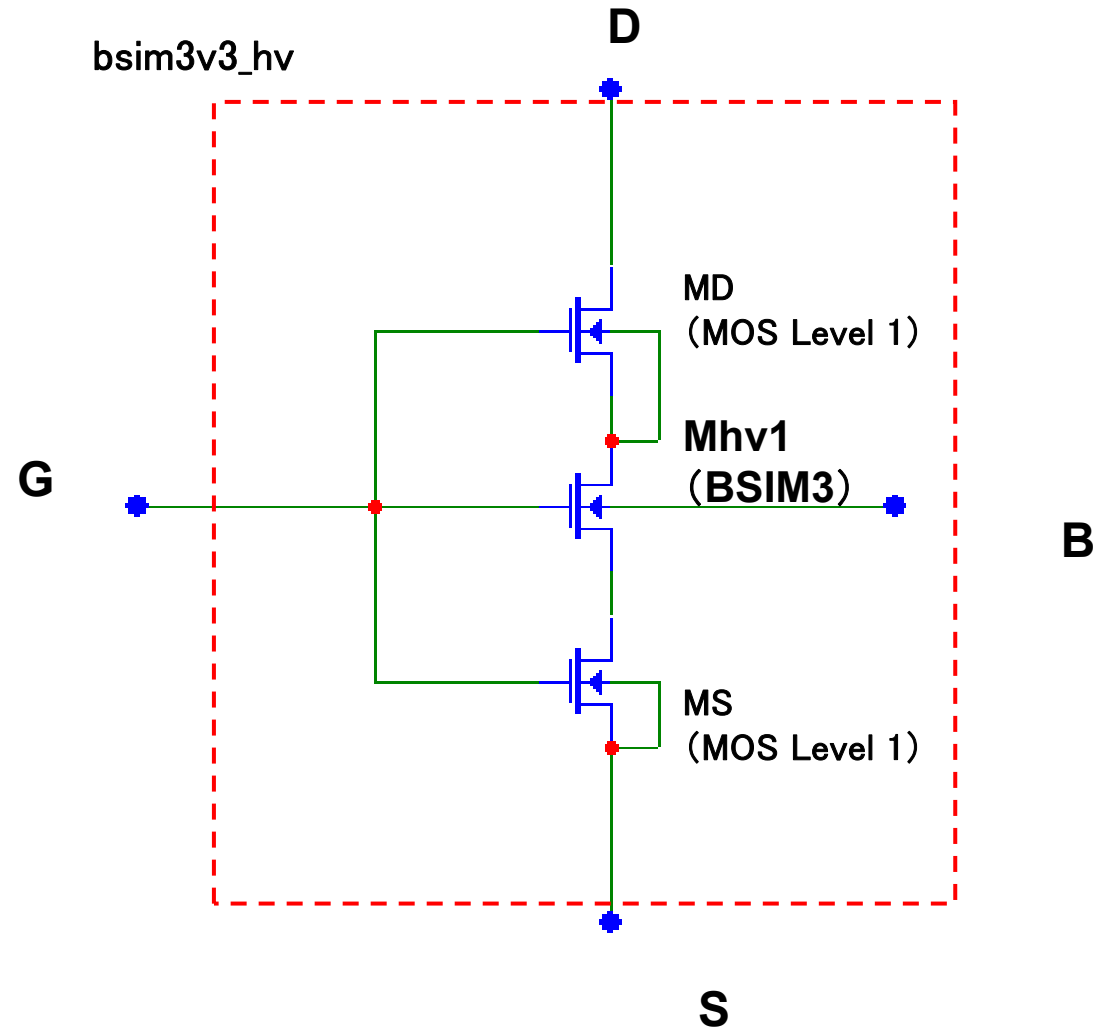 D
bsim3v3_hv
MD
(MOS Level 1)
Mhv1
(BSIM3)
G
B
MS
(MOS Level 1)
S